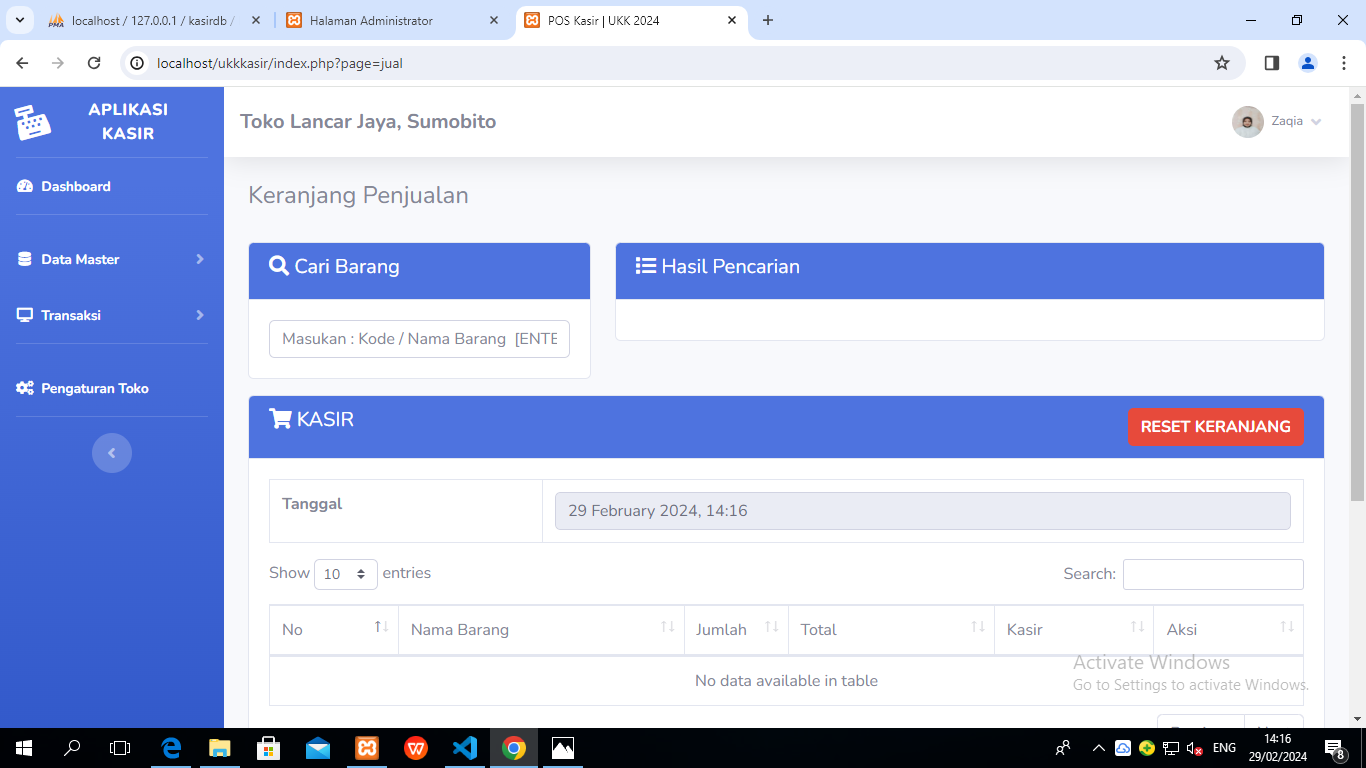 localhost / 127.0.0.1 / kasirdb /
Halaman Administrator
POS Kasir | UKK 2024
localhost/ukkkasir/index.php?page=jual
APLIKASI
KASIR
Toko Lancar Jaya, Sumobito
Zaqia
Dashboard
Data Master
Transaksi
Pengaturan Toko
Keranjang Penjualan
Cari Barang
Hasil Pencarian
Masukan : Kode / Nama Barang [ENTE
KASIR
RESET KERANJANG
Tanggal
29 February 2024, 14:16
Show 10 entries
Search:
No Nama Barang Jumlah Total Kasir Aksi
No data available in table
Activate Windows
Go to Settings to activate Windows.
ENG
14:16
29/02/2024
8